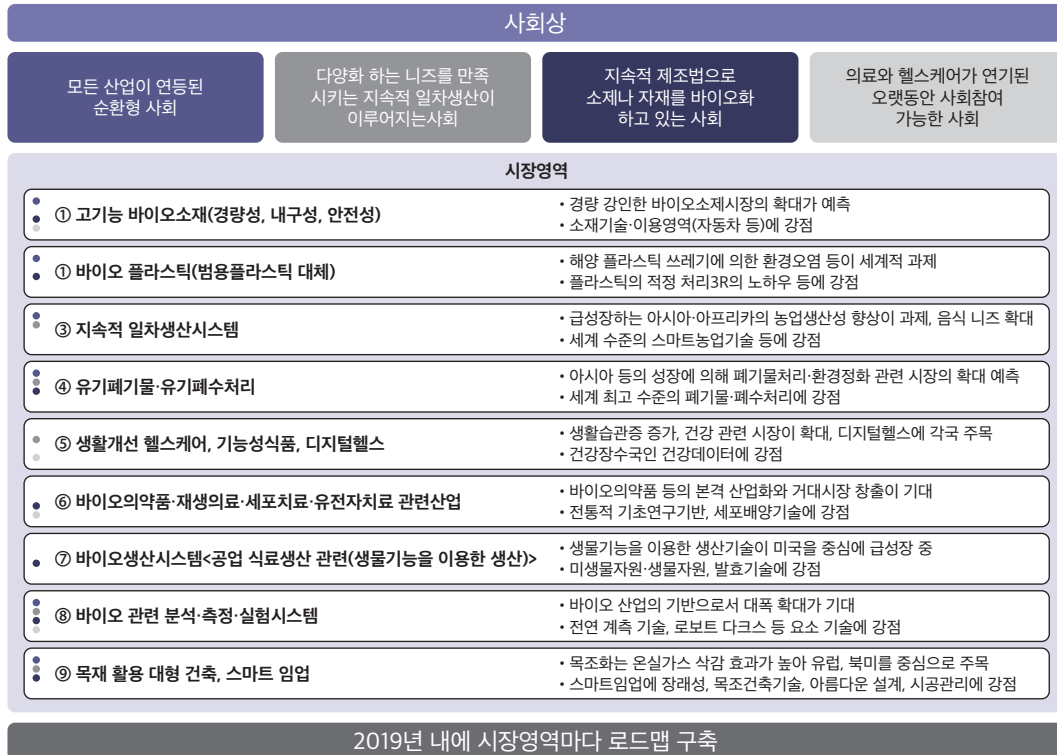 사회상
모든 산업이 연등된
순환형 사회
다양화 하는 니즈를 만족
시키는 지속적 일차생산이
이루어지는사회
지속적 제조법으로
소제나 자재를 바이오화
하고 있는 사회
의료와 헬스케어가 연기된
오랫동안 사회참여
가능한 사회
시장영역
① 고기능 바이오소재(경량성, 내구성, 안전성)
• 경량 강인한 바이오소제시장의 확대가 예측
• 소재기술·이용영역(자동차 등)에 강점
① 바이오 플라스틱(범용플라스틱 대체)
• 해양 플라스틱 쓰레기에 의한 환경오염 등이 세계적 과제
• 플라스틱의 적정 처리3R의 노하우 등에 강점
③ 지속적 일차생산시스템
• 급성장하는 아시아·아프리카의 농업생산성 향상이 과제, 음식 니즈 확대
• 세계 수준의 스마트농업기술 등에 강점
④ 유기폐기물·유기폐수처리
• 아시아 등의 성장에 의해 폐기물처리·환경정화 관련 시장의 확대 예측
• 세계 최고 수준의 폐기물·폐수처리에 강점
⑤ 생활개선 헬스케어, 기능성식품, 디지털헬스
• 생활습관증 증가, 건강 관련 시장이 확대, 디지털헬스에 각국 주목
• 건강장수국인 건강데이터에 강점
⑥ 바이오의약품·재생의료·세포치료·유전자치료 관련산업
• 바이오의약품 등의 본격 산업화와 거대시장 창출이 기대
• 전통적 기초연구기반, 세포배양기술에 강점
⑦ 바이오생산시스템<공업 식료생산 관련(생물기능을 이용한 생산)>
• 생물기능을 이용한 생산기술이 미국을 중심에 급성장 중
• 미생물자원·생물자원, 발효기술에 강점
⑧ 바이오 관련 분석·측정·실험시스템
• 바이오 산업의 기반으로서 대폭 확대가 기대
• 전연 계측 기술, 로보트 다크스 등 요소 기술에 강점
⑨ 목재 활용 대형 건축, 스마트 임업
• 목조화는 온실가스 삭감 효과가 높아 유럽, 북미를 중심으로 주목
• 스마트임업에 장래성, 목조건축기술, 아름다운 설계, 시공관리에 강점
2019년 내에 시장영역마다 로드맵 구축